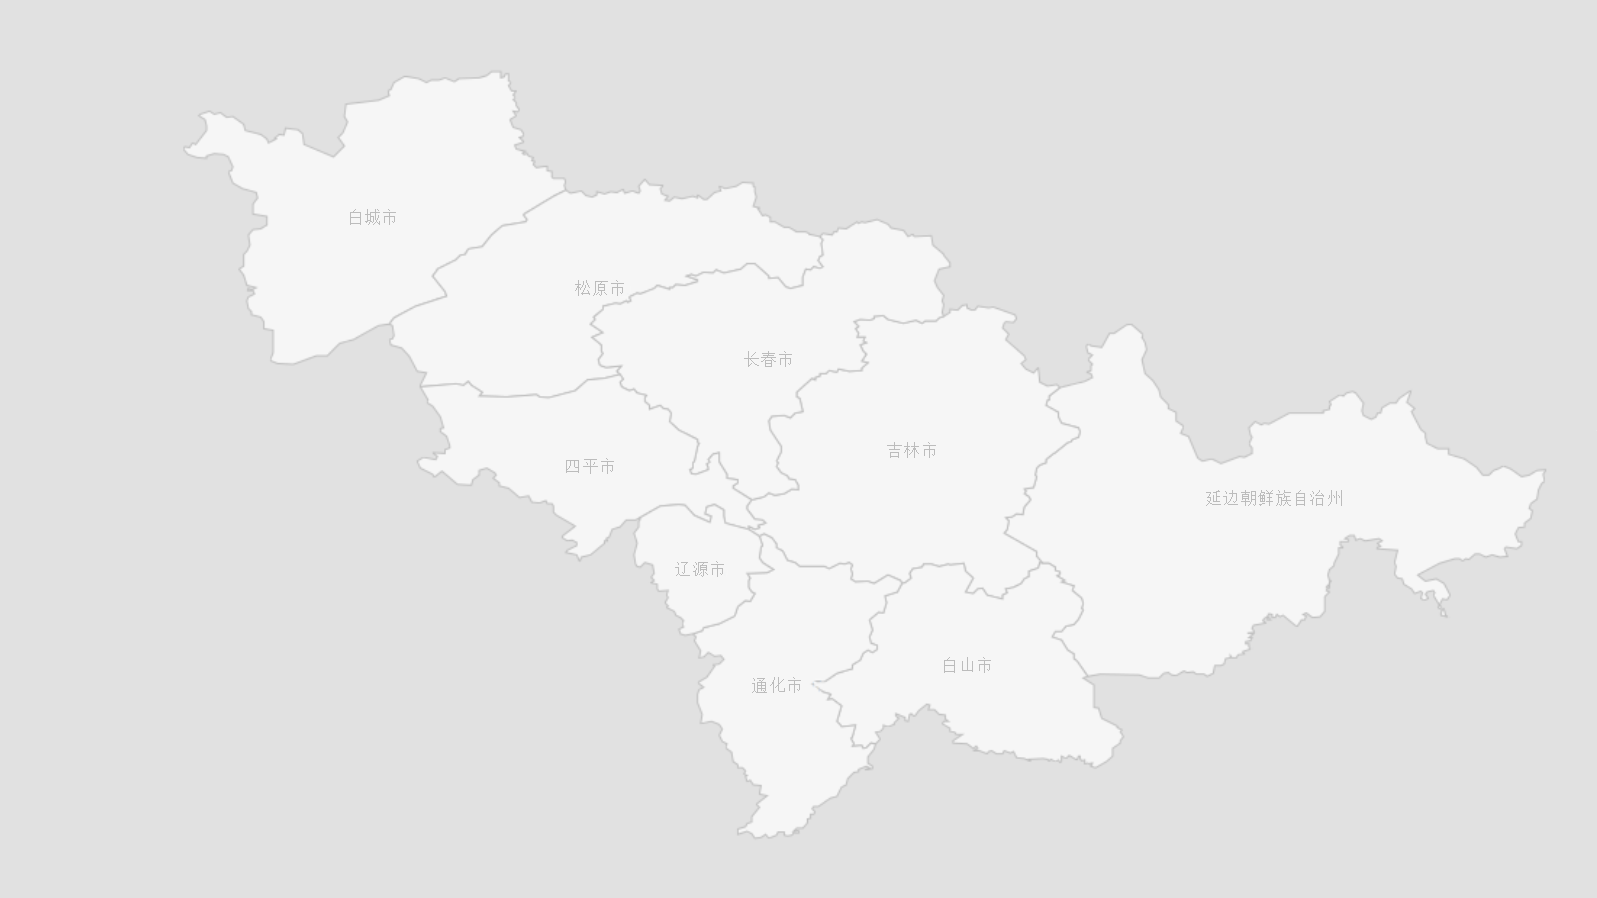 白城市
松原市
长春市
吉林市
四平市
延边朝鲜族自治州
辽源市
白山市
通化市